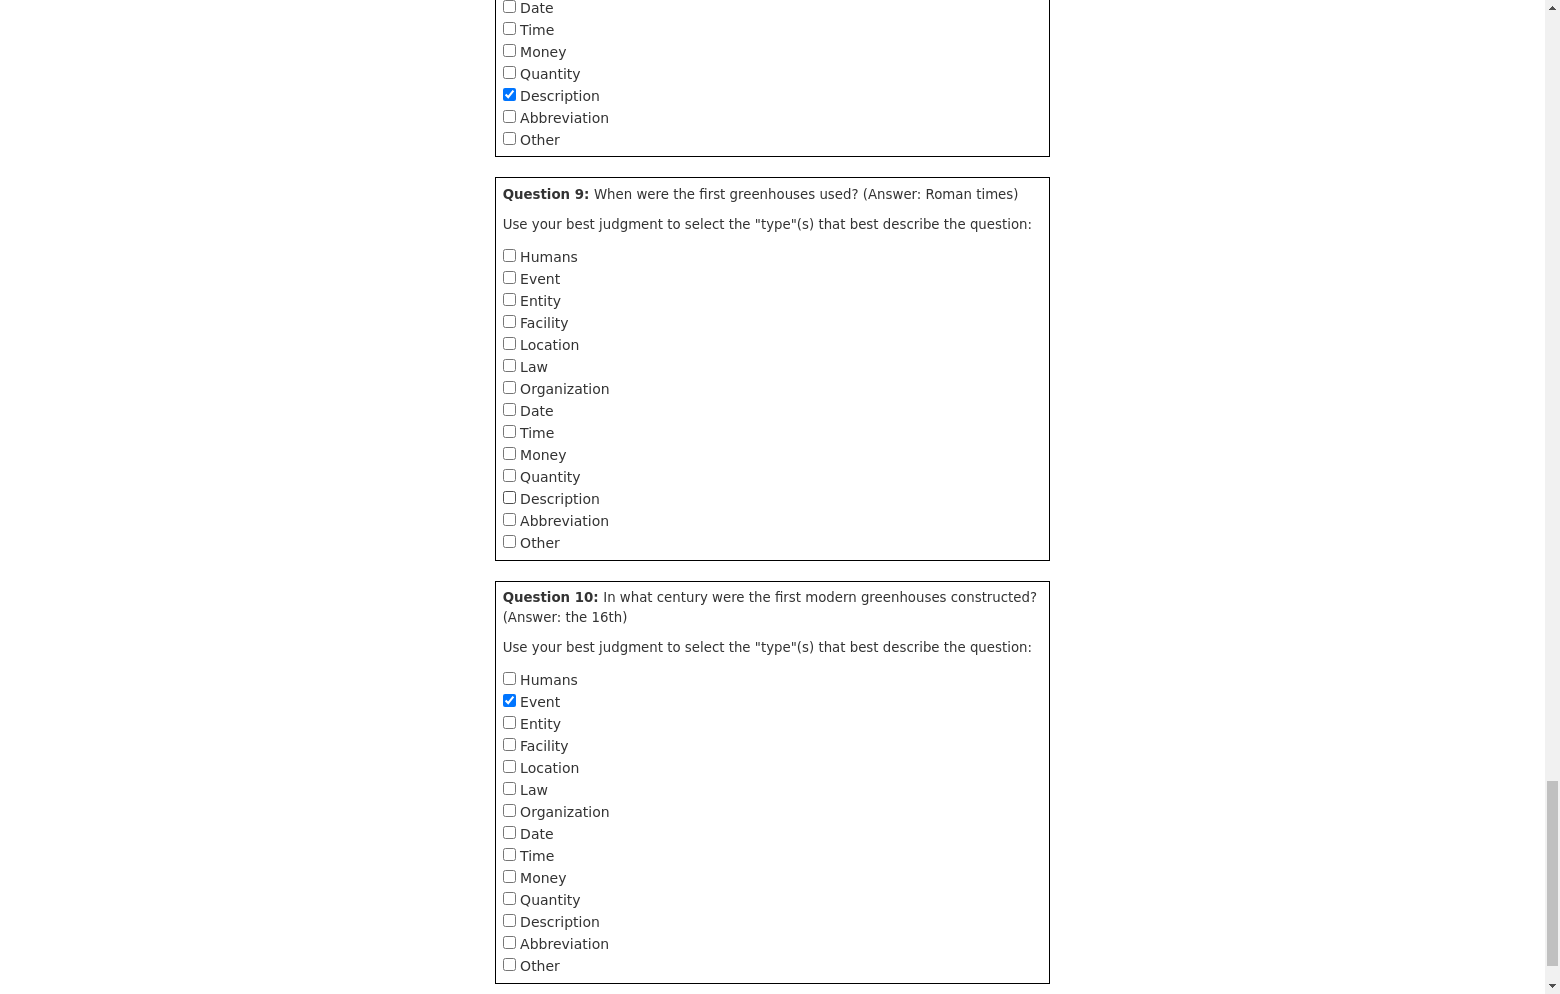 Date
Time
Money
Quantity
Description
Abbreviation
Other
Question 9: When were the first greenhouses used? (Answer: Roman times)
Use your best judgment to select the "type"(s) that best describe the question:
Humans
Event
Entity
Facility
Location
Law
Organization
Date
Time
Money
Quantity
Description
Abbreviation
Other
Question 10: In what century were the first modern greenhouses constructed?
(Answer: the 16th)
Use your best judgment to select the "type"(s) that best describe the question:
Humans
Event
Entity
Facility
Location
Law
Organization
Date
Time
Money
Quantity
Description
Abbreviation
Other